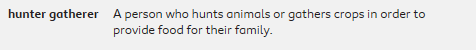 hunter gatherer A person who hunts animals or gathers crops in order to
provide food for their family.